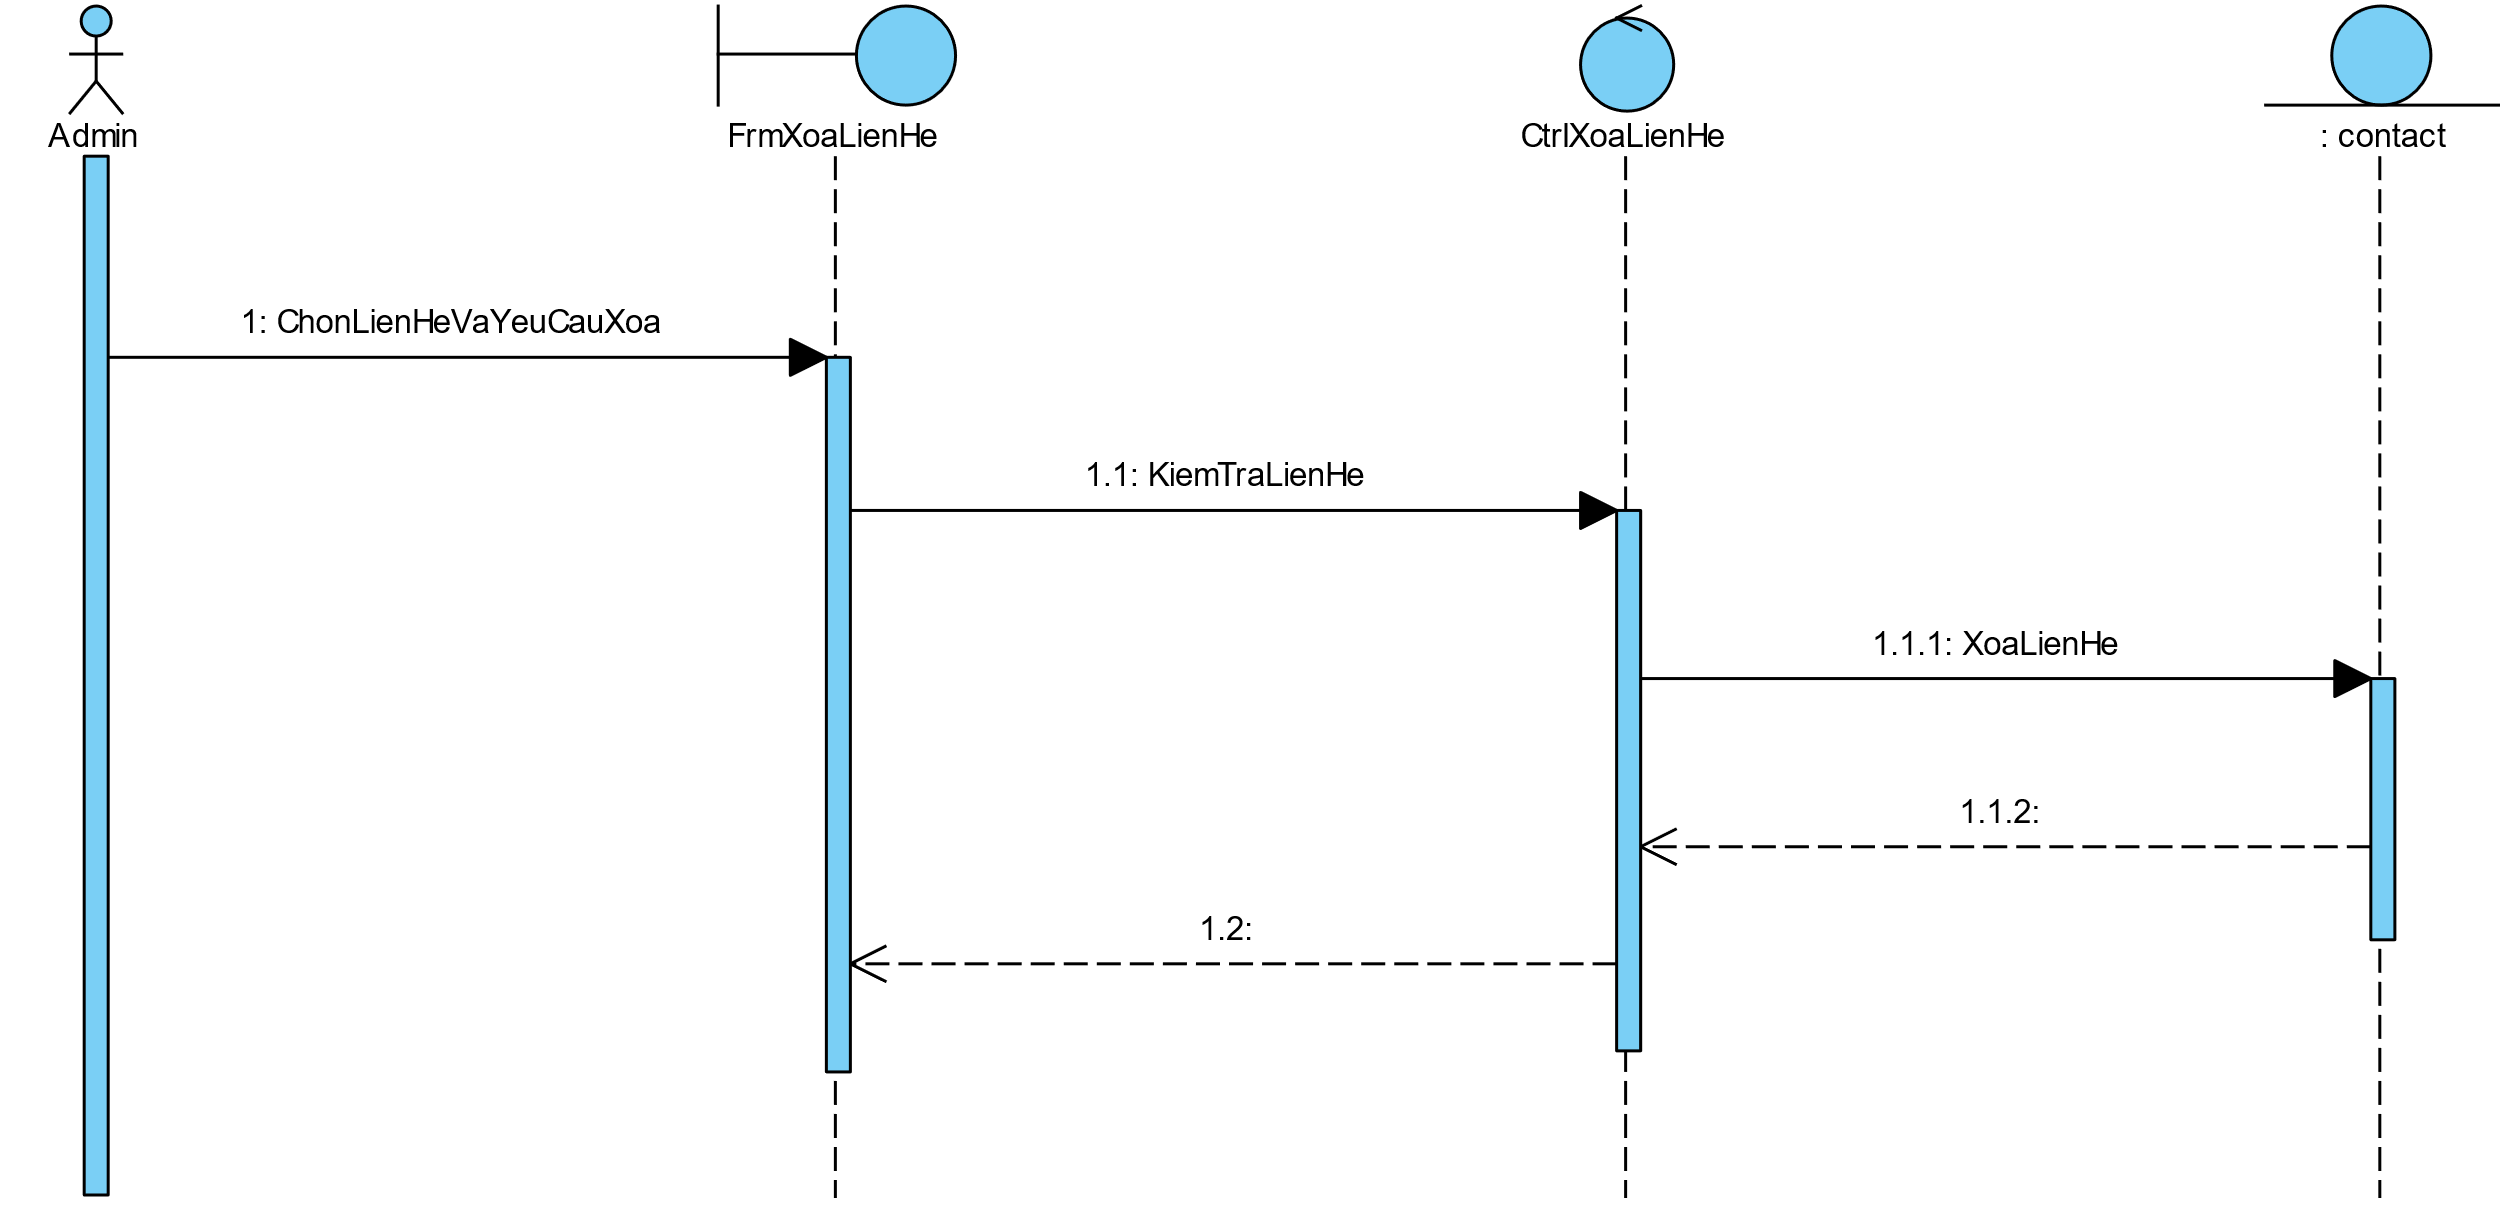 Admin
FrmXoaLienHe
CtrlXoaLienHe
: contact
1: ChonLienHeVaYeuCauXoa
1.1: KiemTraLienHe
1.1.1: XoaLienHe
1.1.2:
1.2: